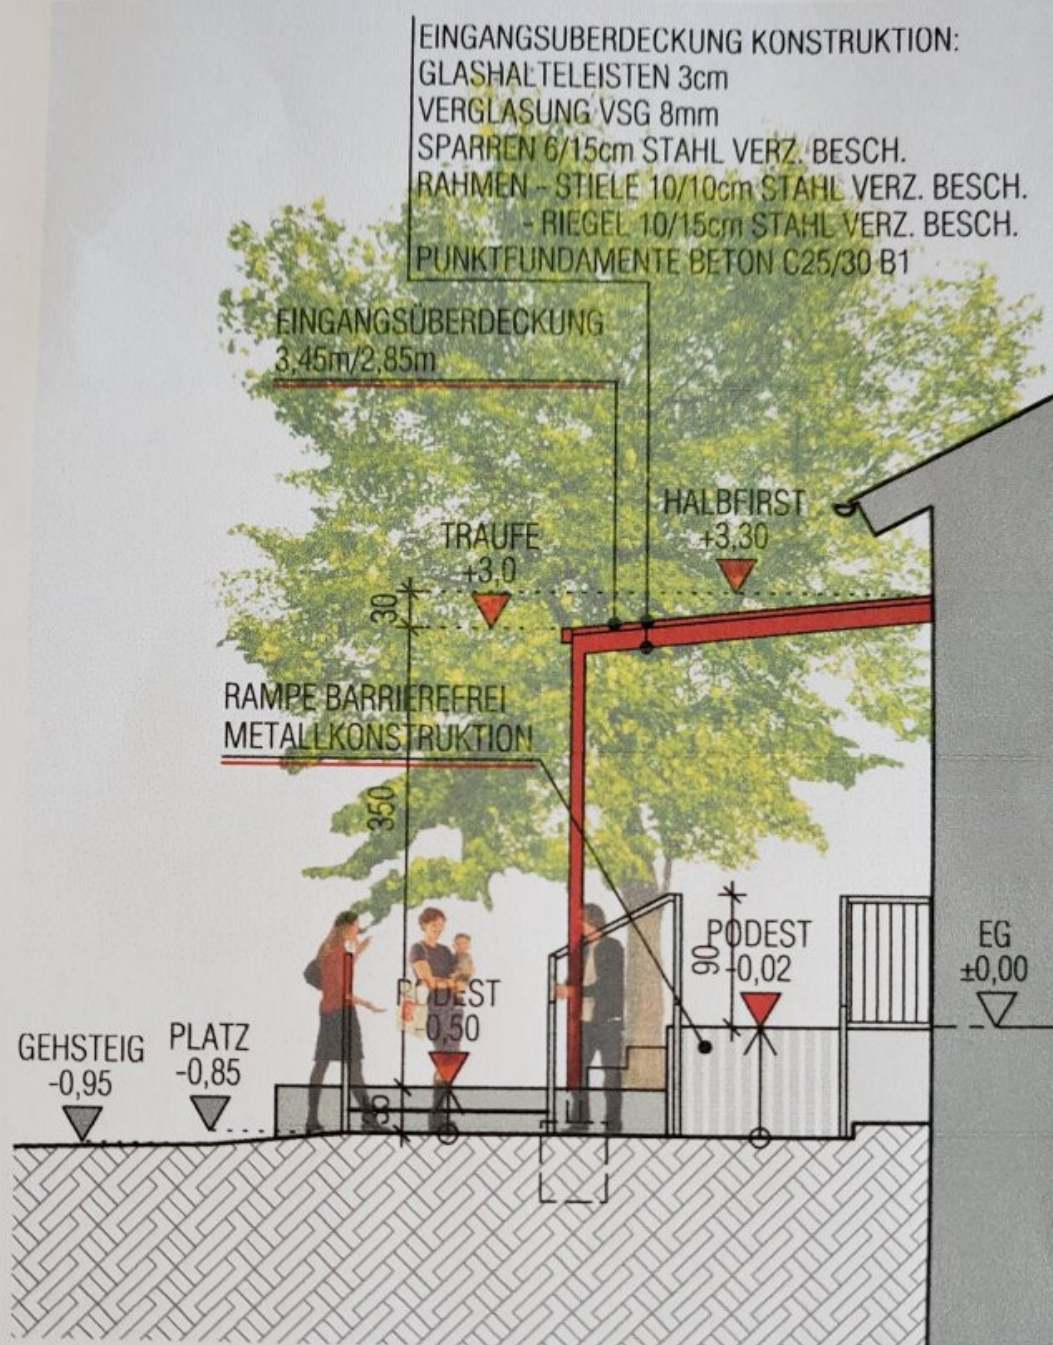 EINGANGSÜBERDECKUNG KONSTRUKTION:
GLASHALTELEISTEN 3cm
VERGLASUNG VSG 8mm
SPARREN 6/15cm STAHL VERZ. BESCH.
RAHMEN - STIELE 10/10cm STAHL VERZ. BESCH.
- RIEGEL 10/15cm STAHL VERZ. BESCH.
PUNKTFUNDAMENTE BETON C25/30 B1
EINGANGSÜBERDECKUNG
3,45m/2,85m
HALBFIRST
+3,30
TRAUFE
+3,0
30
RAMPE BARRIEREFREI
METALLKONSTRUKTION
350
90
PODEST
-0,02
EG
±0,00
PODEST
-0,50
PLATZ
-0,85
GEHSTEIG
-0,95